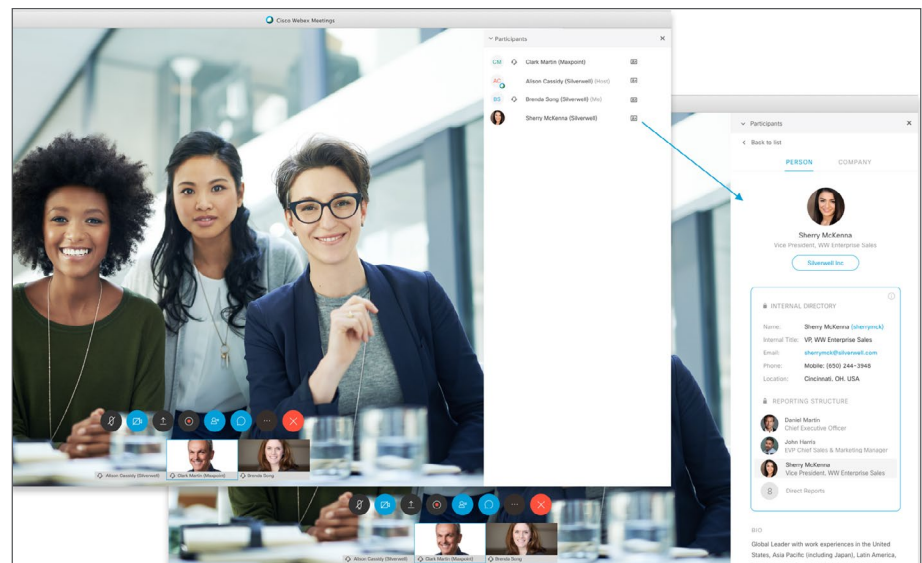 Cisco Webex Meetings
Participants
CM Clark Martin (Maxpoint)
AC Alison Cassidy (Silverwell) (Host)
BS Brenda Song (Silverwell) (Me)
Sherry McKenna (Silverwell)
Alison Cassidy (Silverwell) Clark Martin (Maxpoint) Brenda Song
Participants
Back to list
PERSON COMPANY
Sherry McKenna
Vice President, WW Enterprise Sales
Silverwell Inc
INTERNAL DIRECTORY
Name: Sherry McKenna (sherrymck)
Internal Title: VP, WW Enterprise Sales
Email: sherrymck@silverwell.com
Phone: Mobile: (650) 244-3948
Location: Cincinnati. OH. USA
REPORTING STRUCTURE
Daniel Martin
Chief Executive Officer
John Harris
EVP Chief Sales & Marketing Manager
Sherry McKenna
Vice President, WW Enterprise Sales
8 Direct Reports
BIO
Global Leader with work experiences in the United
States, Asia Pacific (including Japan), Latin America,
Alison Cassidy (Silverwell) Clark Martin (Maxpoint) Brenda Song